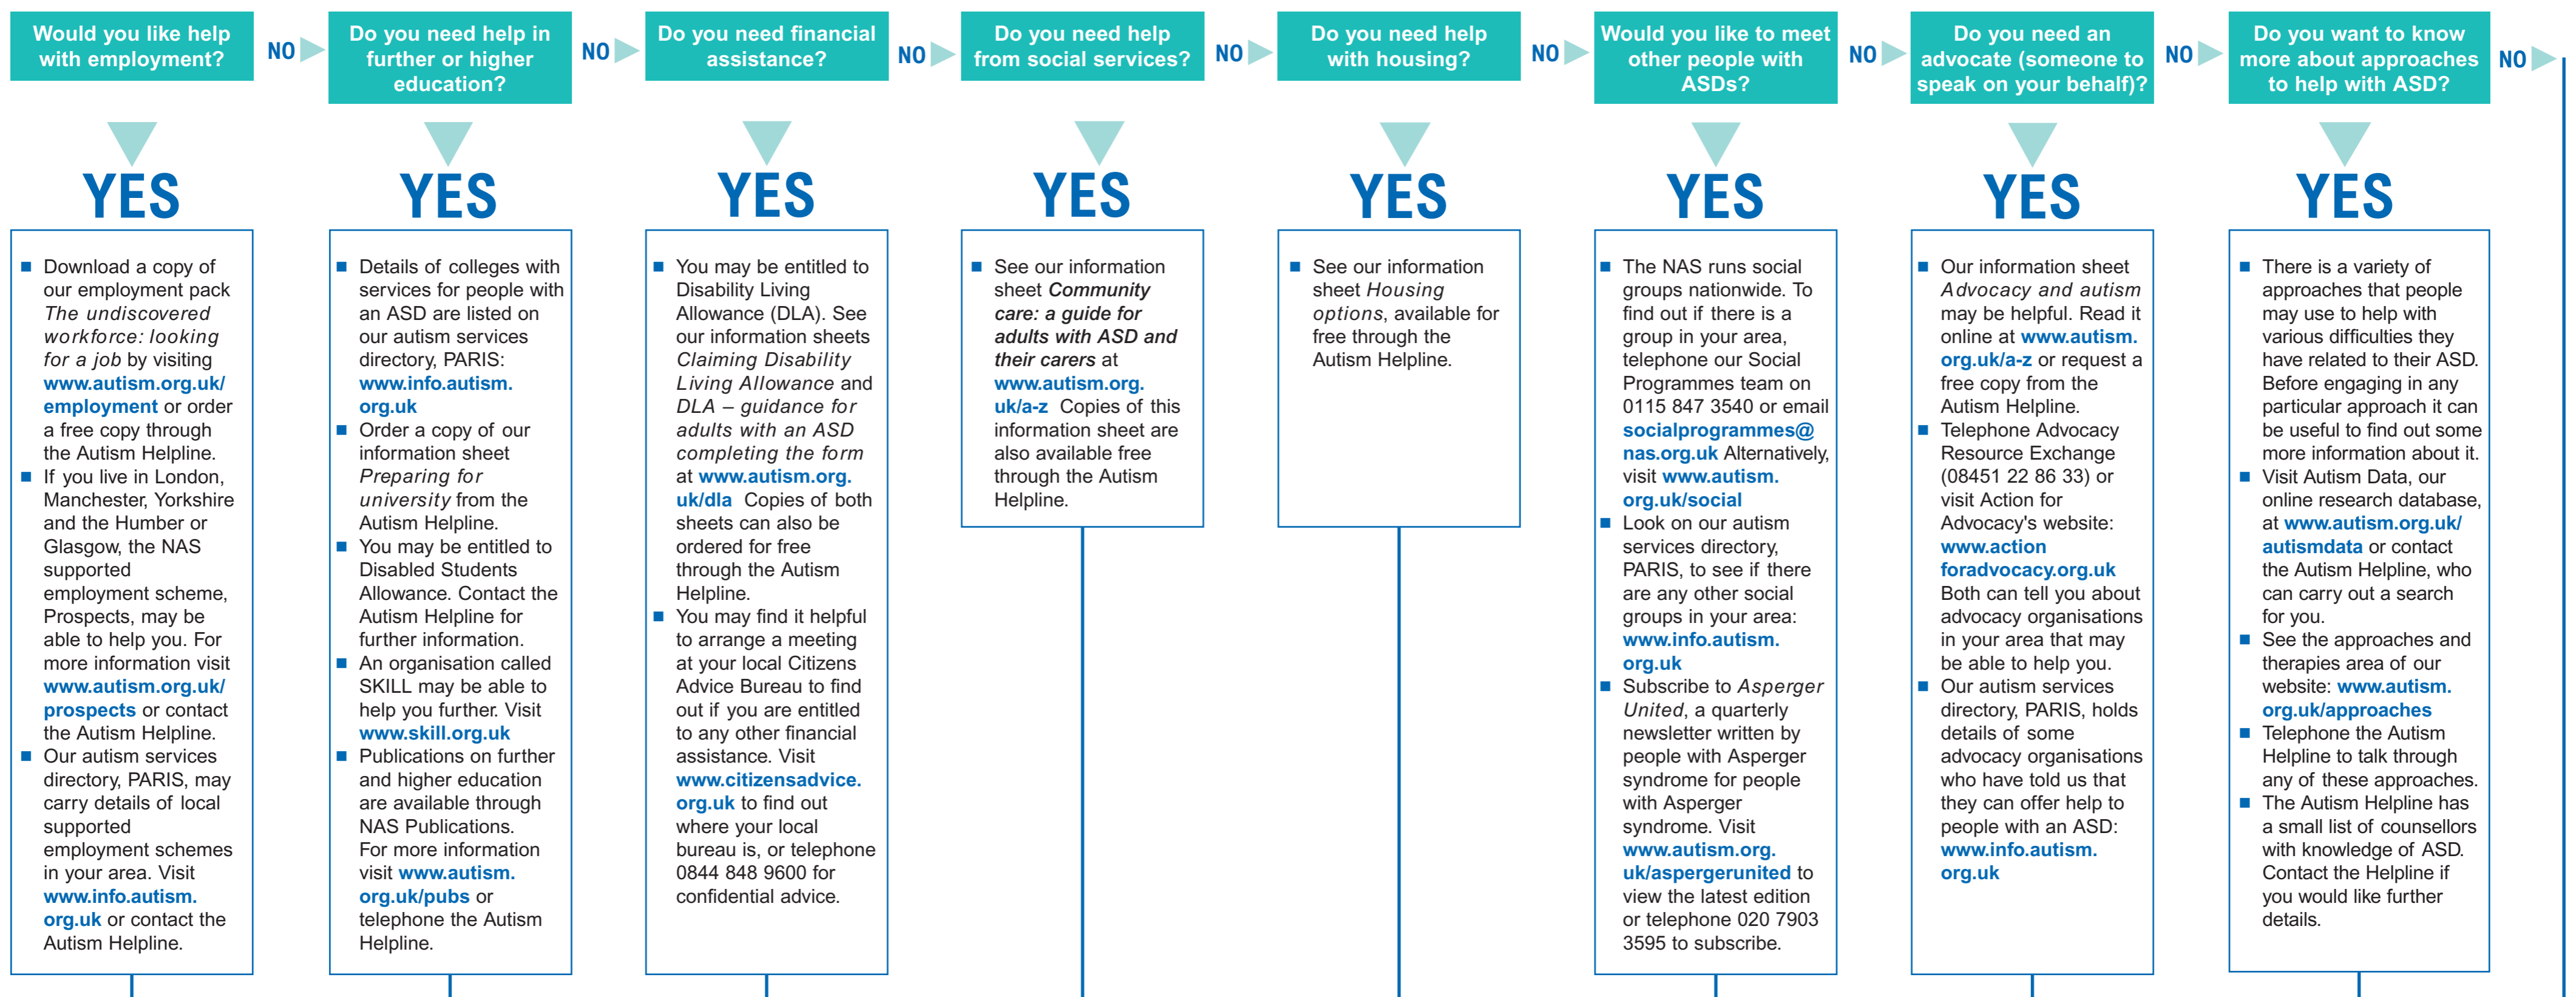 Would you like help
with employment?
NO
Do you need help in
further or higher
education?
NO
Do you need financial
assistance?
NO
Do you need help
from social services?
NO
Do you need help
with housing?
NO
Would you like to meet
other people with
ASDs?
NO
Do you need an
advocate (someone to
speak on your behalf)?
NO
Do you want to know
more about approaches
to help with ASD?
NO
YES
■ Download a copy of
our employment pack
The undiscovered
workforce: looking
for a job by visiting
www.autism.org.uk/
employment or order
a free copy through
the Autism Helpline.
■ If you live in London,
Manchester, Yorkshire
and the Humber or
Glasgow, the NAS
supported
employment scheme,
Prospects, may be
able to help you. For
more information visit
www.autism.org.uk/
prospects or contact
the Autism Helpline.
■ Our autism services
directory, PARIS, may
carry details of local
supported
employment schemes
in your area. Visit
www.info.autism.
org.uk or contact the
Autism Helpline.
YES
■ Details of colleges with
services for people with
an ASD are listed on
our autism services
directory, PARIS:
www.info.autism.
org.uk
■ Order a copy of our
information sheet
Preparing for
university from the
Autism Helpline.
■ You may be entitled to
Disabled Students
Allowance. Contact the
Autism Helpline for
further information.
■ An organisation called
SKILL may be able to
help you further. Visit
www.skill.org.uk
■ Publications on further
and higher education
are available through
NAS Publications.
For more information
visit www.autism.
org.uk/pubs or
telephone the Autism
Helpline.
YES
■ You may be entitled to
Disability Living
Allowance (DLA). See
our information sheets
Claiming Disability
Living Allowance and
DLA – guidance for
adults with an ASD
completing the form
at www.autism.org.
uk/dla Copies of both
sheets can also be
ordered for free
through the Autism
Helpline.
■ You may find it helpful
to arrange a meeting
at your local Citizens
Advice Bureau to find
out if you are entitled
to any other financial
assistance. Visit
www.citizensadvice.
org.uk to find out
where your local
bureau is, or telephone
0844 848 9600 for
confidential advice.
YES
■ See our information
sheet Community
care: a guide for
adults with ASD and
their carers at
www.autism.org.
uk/a-z Copies of this
information sheet are
also available free
through the Autism
Helpline.
YES
■ See our information
sheet Housing
options, available for
free through the
Autism Helpline.
YES
■ The NAS runs social
groups nationwide. To
find out if there is a
group in your area,
telephone our Social
Programmes team on
0115 847 3540 or email
socialprogrammes@
nas.org.uk Alternatively,
visit www.autism.
org.uk/social
■ Look on our autism
services directory,
PARIS, to see if there
are any other social
groups in your area:
www.info.autism.
org.uk
■ Subscribe to Asperger
United, a quarterly
newsletter written by
people with Asperger
syndrome for people
with Asperger
syndrome. Visit
www.autism.org.
uk/aspergerunited to
view the latest edition
or telephone 020 7903
3595 to subscribe.
YES
■ Our information sheet
Advocacy and autism
may be helpful. Read it
online at www.autism.
org.uk/a-z or request a
free copy from the
Autism Helpline.
■ Telephone Advocacy
Resource Exchange
(08451 22 86 33) or
visit Action for
Advocacy's website:
www.action
foradvocacy.org.uk
Both can tell you about
advocacy organisations
in your area that may
be able to help you.
■ Our autism services
directory, PARIS, holds
details of some
advocacy organisations
who have told us that
they can offer help to
people with an ASD:
www.info.autism.
org.uk
YES
■ There is a variety of
approaches that people
may use to help with
various difficulties they
have related to their ASD.
Before engaging in any
particular approach it can
be useful to find out some
more information about it.
■ Visit Autism Data, our
online research database,
at www.autism.org.uk/
autismdata or contact
the Autism Helpline, who
can carry out a search
for you.
■ See the approaches and
therapies area of our
website: www.autism.
org.uk/approaches
■ Telephone the Autism
Helpline to talk through
any of these approaches.
■ The Autism Helpline has
a small list of counsellors
with knowledge of ASD.
Contact the Helpline if
you would like further
details.